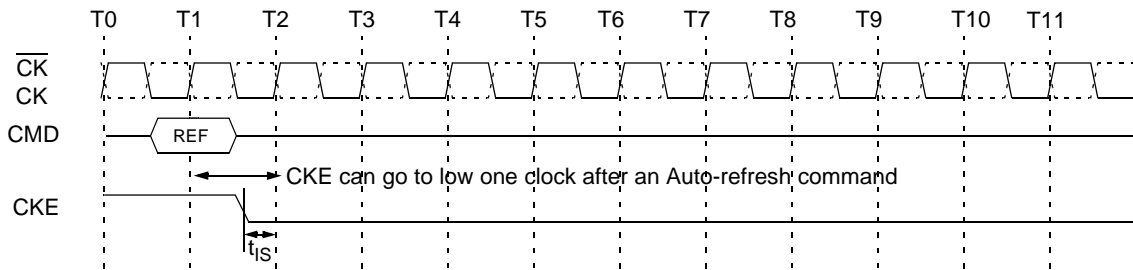 T0 T1 T2 T3 T4 T5 T6 T7 T8 T9 T10 T11
C̅K̅
CK
CMD REF
CKE can go to low one clock after an Auto-refresh command
CKE
tIS